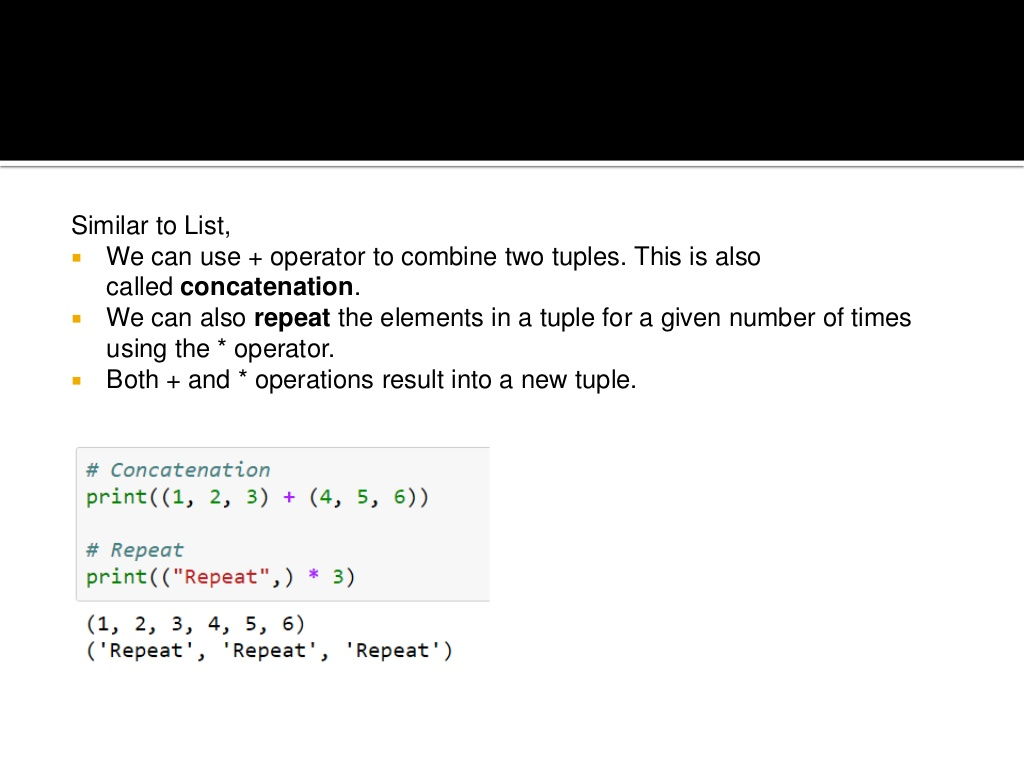 Similar to List,
▪ We can use + operator to combine two tuples. This is also
called concatenation.
▪ We can also repeat the elements in a tuple for a given number of times
using the * operator.
▪ Both + and * operations result into a new tuple.
# Concatenation
print((1, 2, 3) + (4, 5, 6))
# Repeat
print(("Repeat",) * 3)
(1, 2, 3, 4, 5, 6)
('Repeat', 'Repeat', 'Repeat')